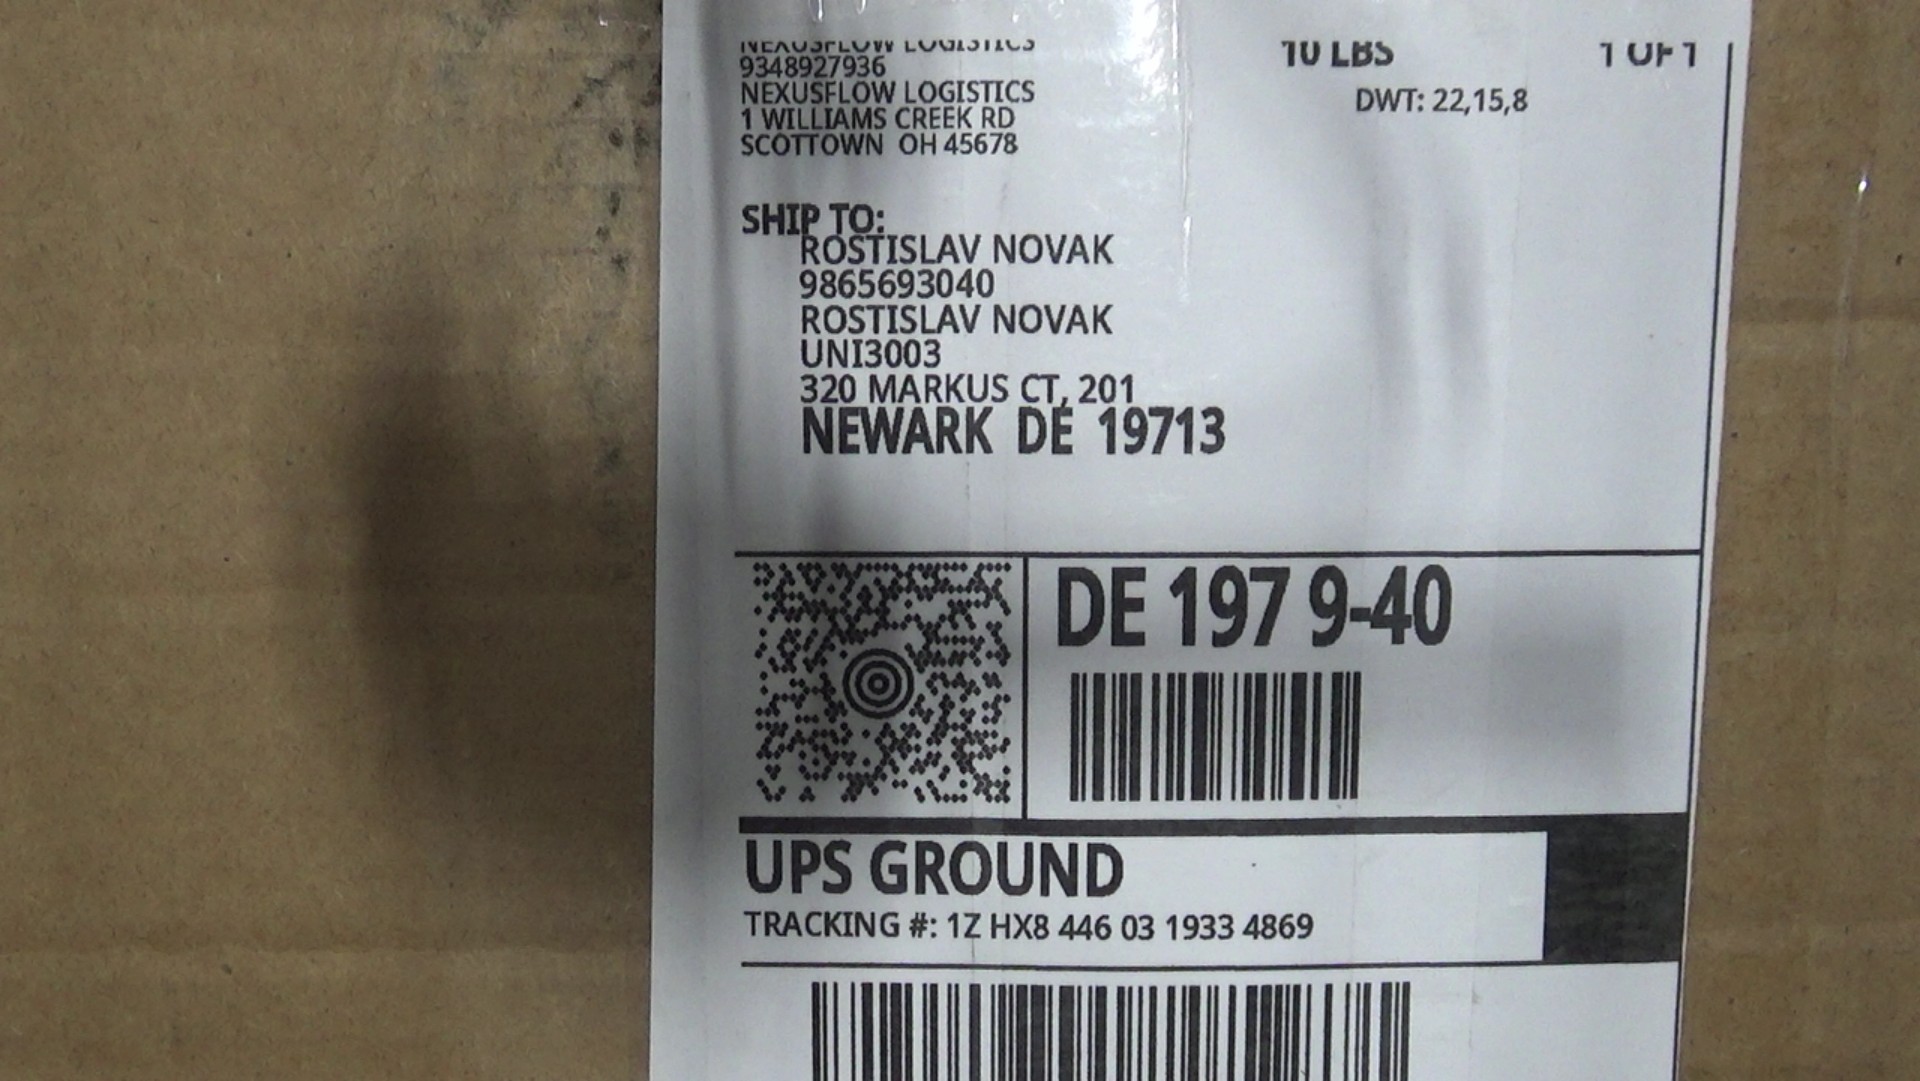 NEXUSFLOW LOGISTICS
10 LBS
1 OF 1
9348927936
NEXUSFLOW LOGISTICS
DWT: 22,15,8
1 WILLIAMS CREEK RD
SCOTTOWN OH 45678
SHIP TO:
ROSTISLAV NOVAK
9865693040
ROSTISLAV NOVAK
UNI3003
320 MARKUS CT, 201
NEWARK DE 19713
DE 197 9-40
UPS GROUND
TRACKING #: 1Z HX8 446 03 1933 4869